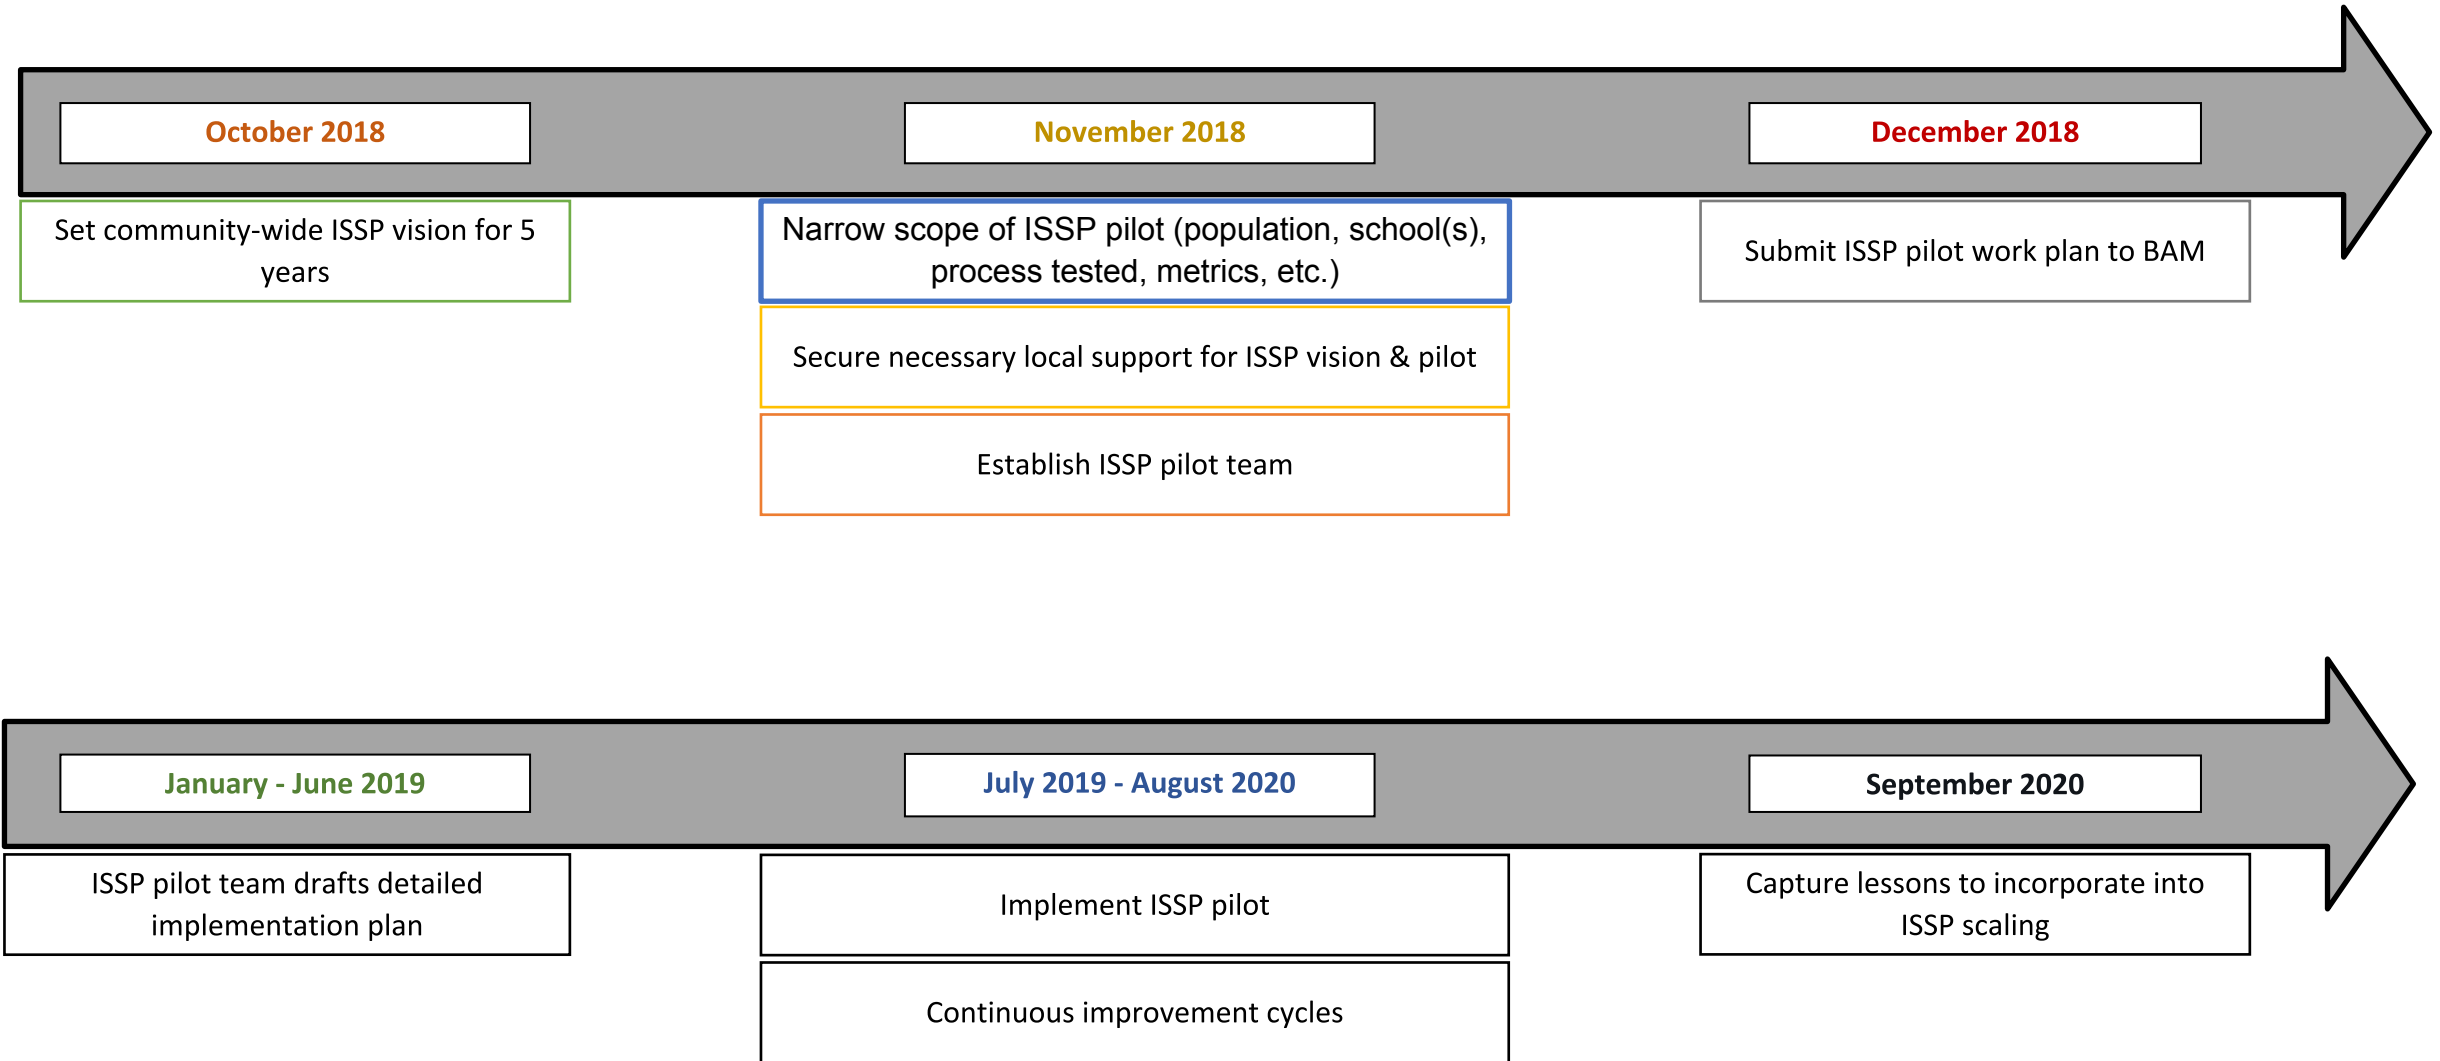 October 2018
November 2018
December 2018
Set community-wide ISSP vision for 5
years
Narrow scope of ISSP pilot (population, school(s),
process tested, metrics, etc.)
Submit ISSP pilot work plan to BAM
Secure necessary local support for ISSP vision & pilot
Establish ISSP pilot team
January - June 2019
July 2019 - August 2020
September 2020
ISSP pilot team drafts detailed
implementation plan
Implement ISSP pilot
Capture lessons to incorporate into
ISSP scaling
Continuous improvement cycles